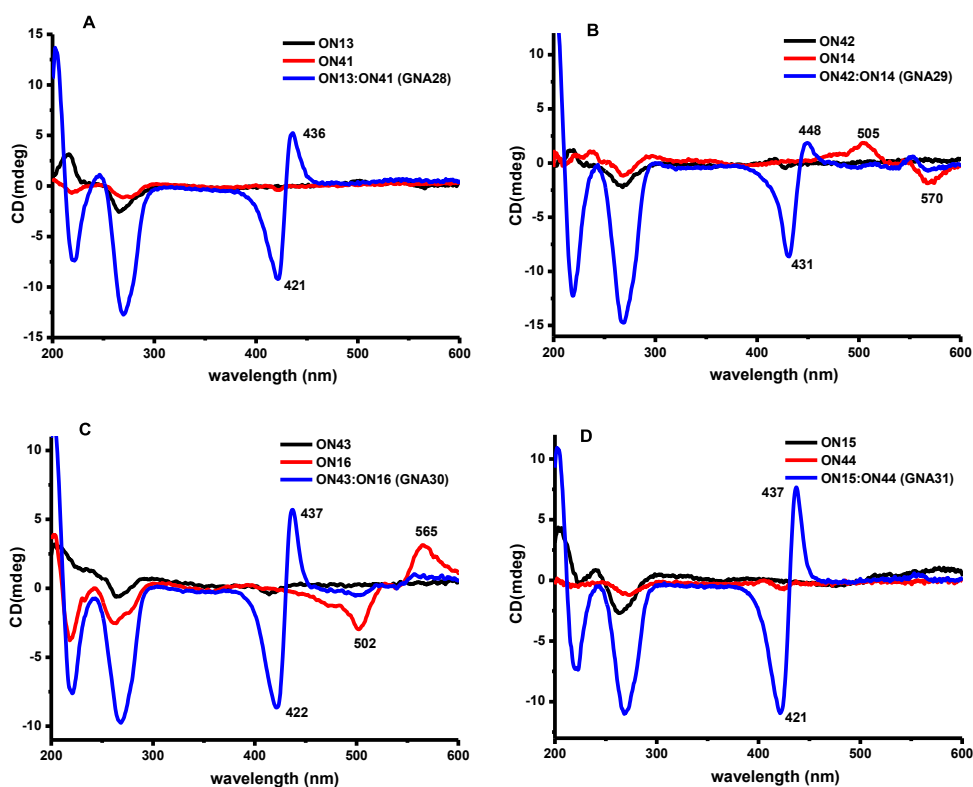 A
ON13
ON41
ON13:ON41 (GNA28)
15
10
5
0
-5
-10
-15
CD(mdeg)
436
421
200 300 400 500 600
wavelength (nm)
B
ON42
ON14
ON42:ON14 (GNA29)
10
5
0
-5
-10
-15
CD(mdeg)
448
505
431
570
200 300 400 500 600
wavelength (nm)
C
ON43
ON16
ON43:ON16 (GNA30)
10
5
0
-5
-10
CD(mdeg)
437
565
502
422
200 300 400 500 600
wavelength (nm)
D
ON15
ON44
ON15:ON44 (GNA31)
10
5
0
-5
-10
CD(mdeg)
437
421
200 300 400 500 600
wavelength (nm)